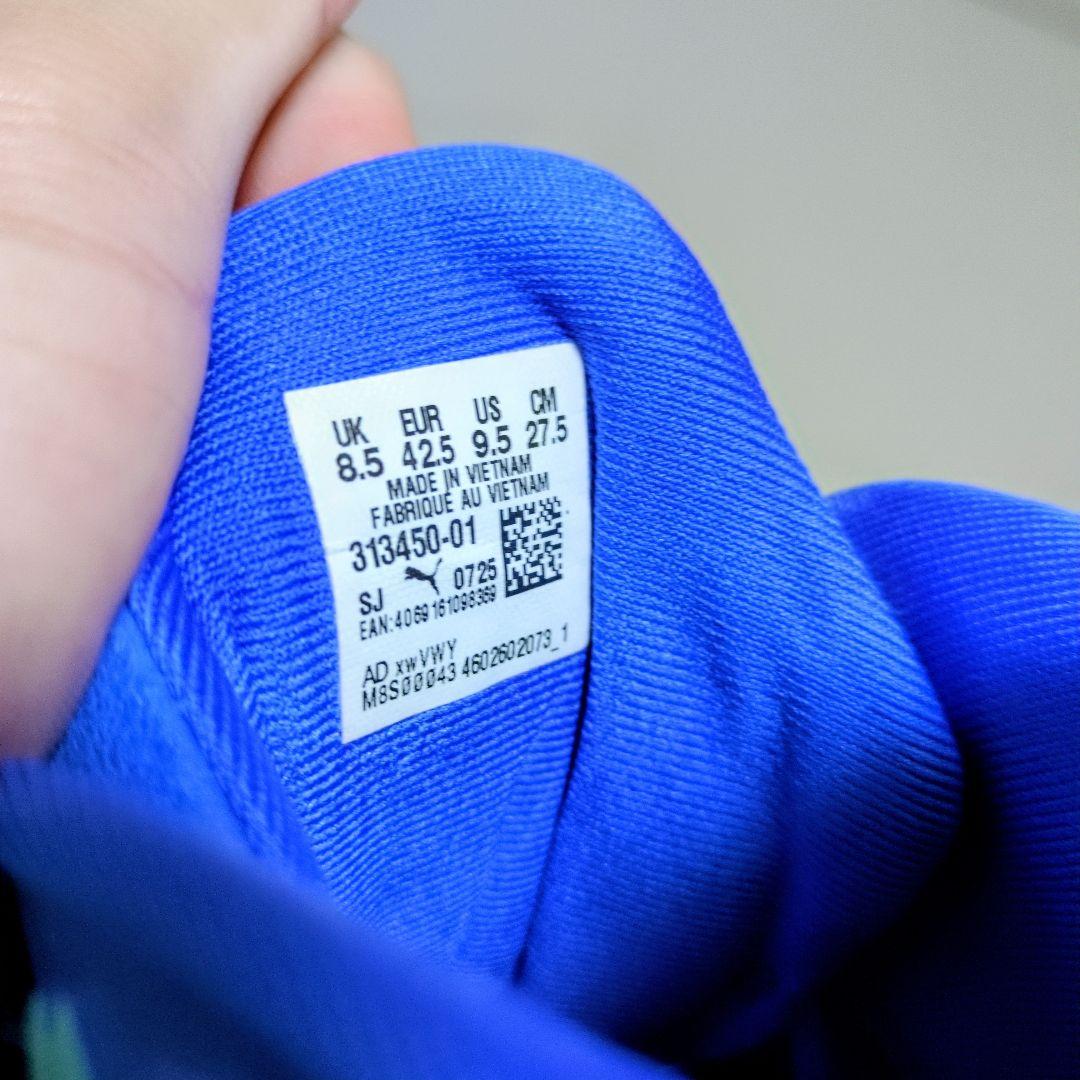 UK EUR US CM
8.5 42.5 9.5 27.5
MADE IN VIETNAM
FABRIQUE AU VIETNAM
313450-01
SJ 0725
EAN:4069161098369
AD xwVWY
M8S00043 4602602073_1